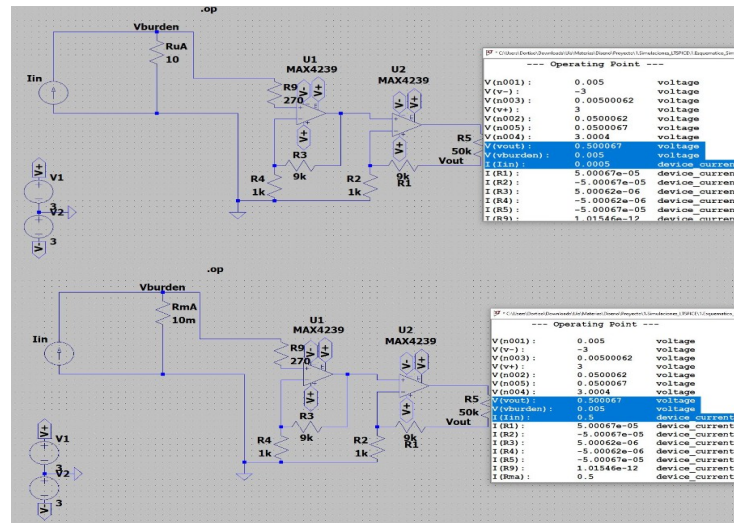 .op
Vburden
RuA
10
Iin
U1
MAX4239
U2
MAX4239
R9
270
V-
V+
V+
V-
V+
V+
R5
50k
Vout
R3
9k
R4
1k
R2
1k
9k
R1
V+
V1
3
V2
3
V-
--- Operating Point ---
V(n001): 0.005 voltage
V(v-): -3 voltage
V(n003): 0.00500062 voltage
V(v+): 3 voltage
V(n002): 0.0500062 voltage
V(n005): 0.0500067 voltage
V(n004): 3.0004 voltage
V(vout): 0.500067 voltage
V(vburden): 0.005 voltage
I(Iin): 0.0005 device_curren
I(R1): 5.00067e-05 device_curren
I(R2): -5.00067e-05 device_curren
I(R3): 5.00062e-06 device_curren
I(R4): -5.00062e-06 device_curren
I(R5): -5.00067e-05 device_curren
I(R9): 1.01546e-12 device_curren
.op
Vburden
RmA
10m
Iin
U1
MAX4239
U2
MAX4239
R9
270
V-
V+
V+
V-
V+
V+
R5
50k
Vout
R3
9k
R4
1k
R2
1k
9k
R1
V+
V1
3
V2
3
V-
--- Operating Point ---
V(n001): 0.005 voltage
V(v-): -3 voltage
V(n003): 0.00500062 voltage
V(v+): 3 voltage
V(n002): 0.0500062 voltage
V(n005): 0.0500067 voltage
V(n004): 3.0004 voltage
V(vout): 0.500067 voltage
V(vburden): 0.005 voltage
I(Iin): 0.5 device_current
I(R1): 5.00067e-05 device_current
I(R2): -5.00067e-05 device_current
I(R3): 5.00062e-06 device_current
I(R4): -5.00062e-06 device_current
I(R5): -5.00067e-05 device_current
I(R9): 1.01546e-12 device_current
I(Rma): 0.5 device_current